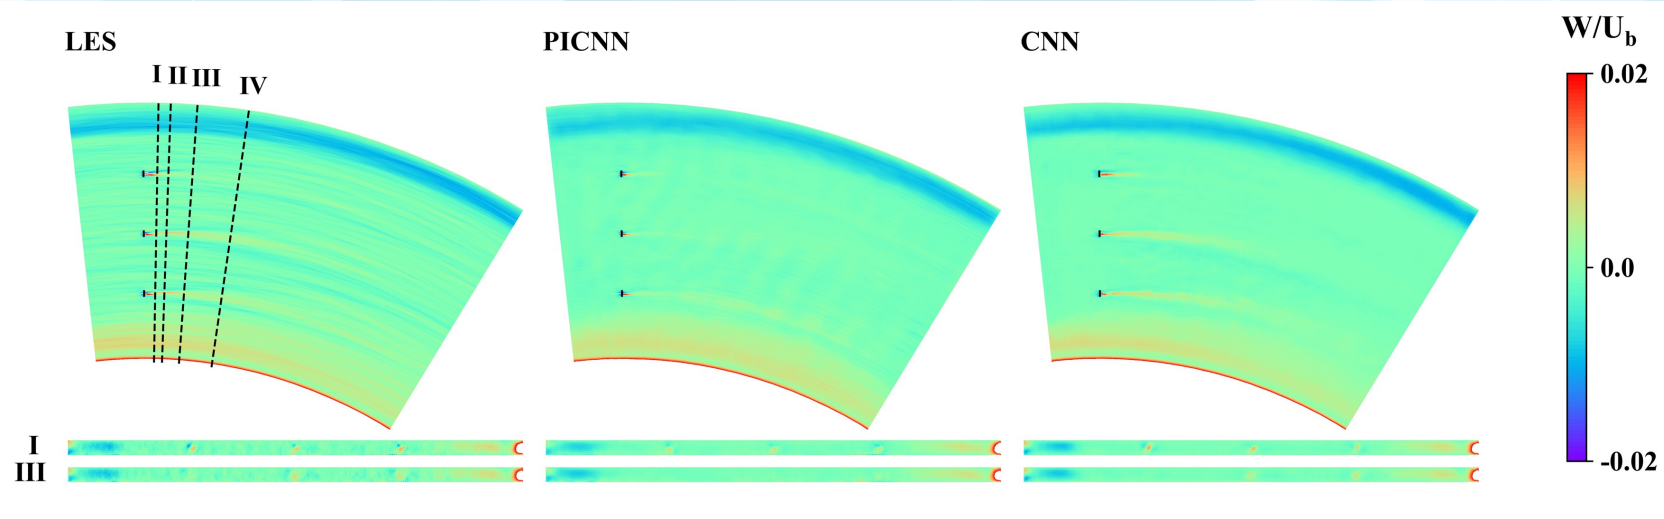 LES
PICNN
CNN
W/U_b
I II III IV
0.02
0.0
-0.02
I
III